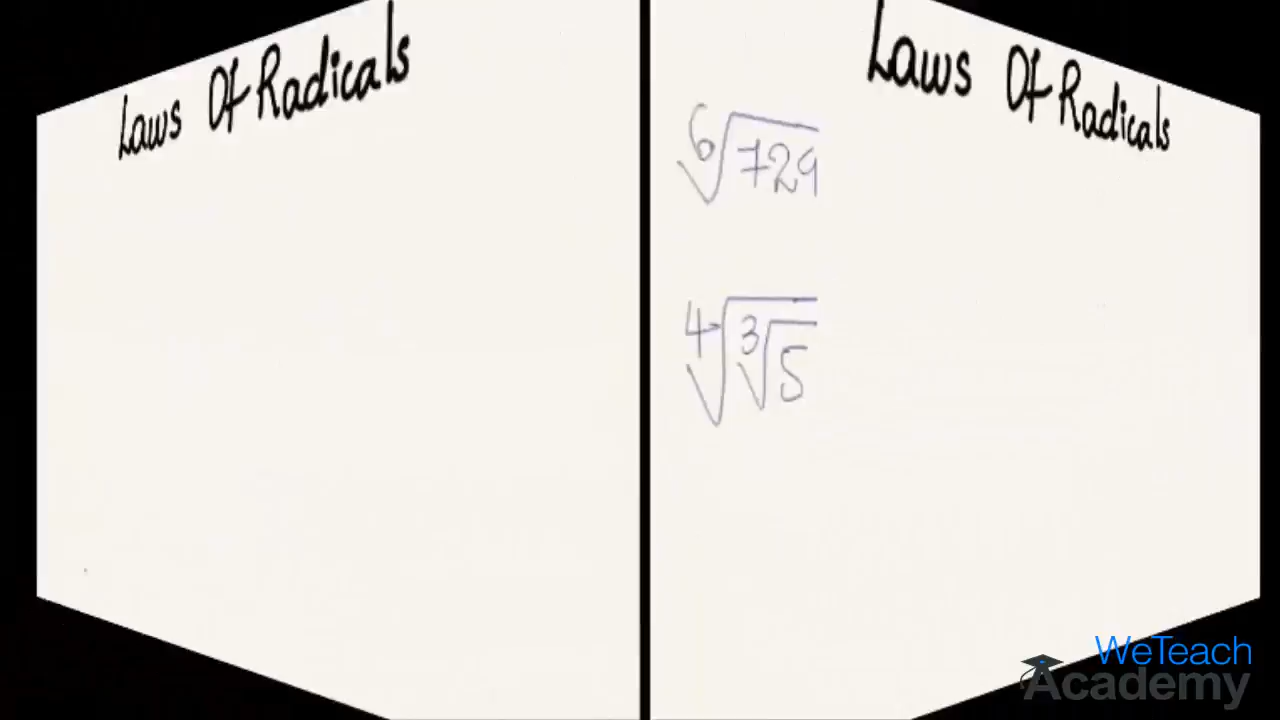 Laws Of Radicals
Laws Of Radicals
⁶√729
⁴√³√5
WeTeach
Academy